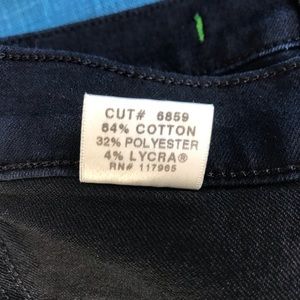 CUT# 6859
64% COTTON
32% POLYESTER
4% LYCRA®
RN# 117965